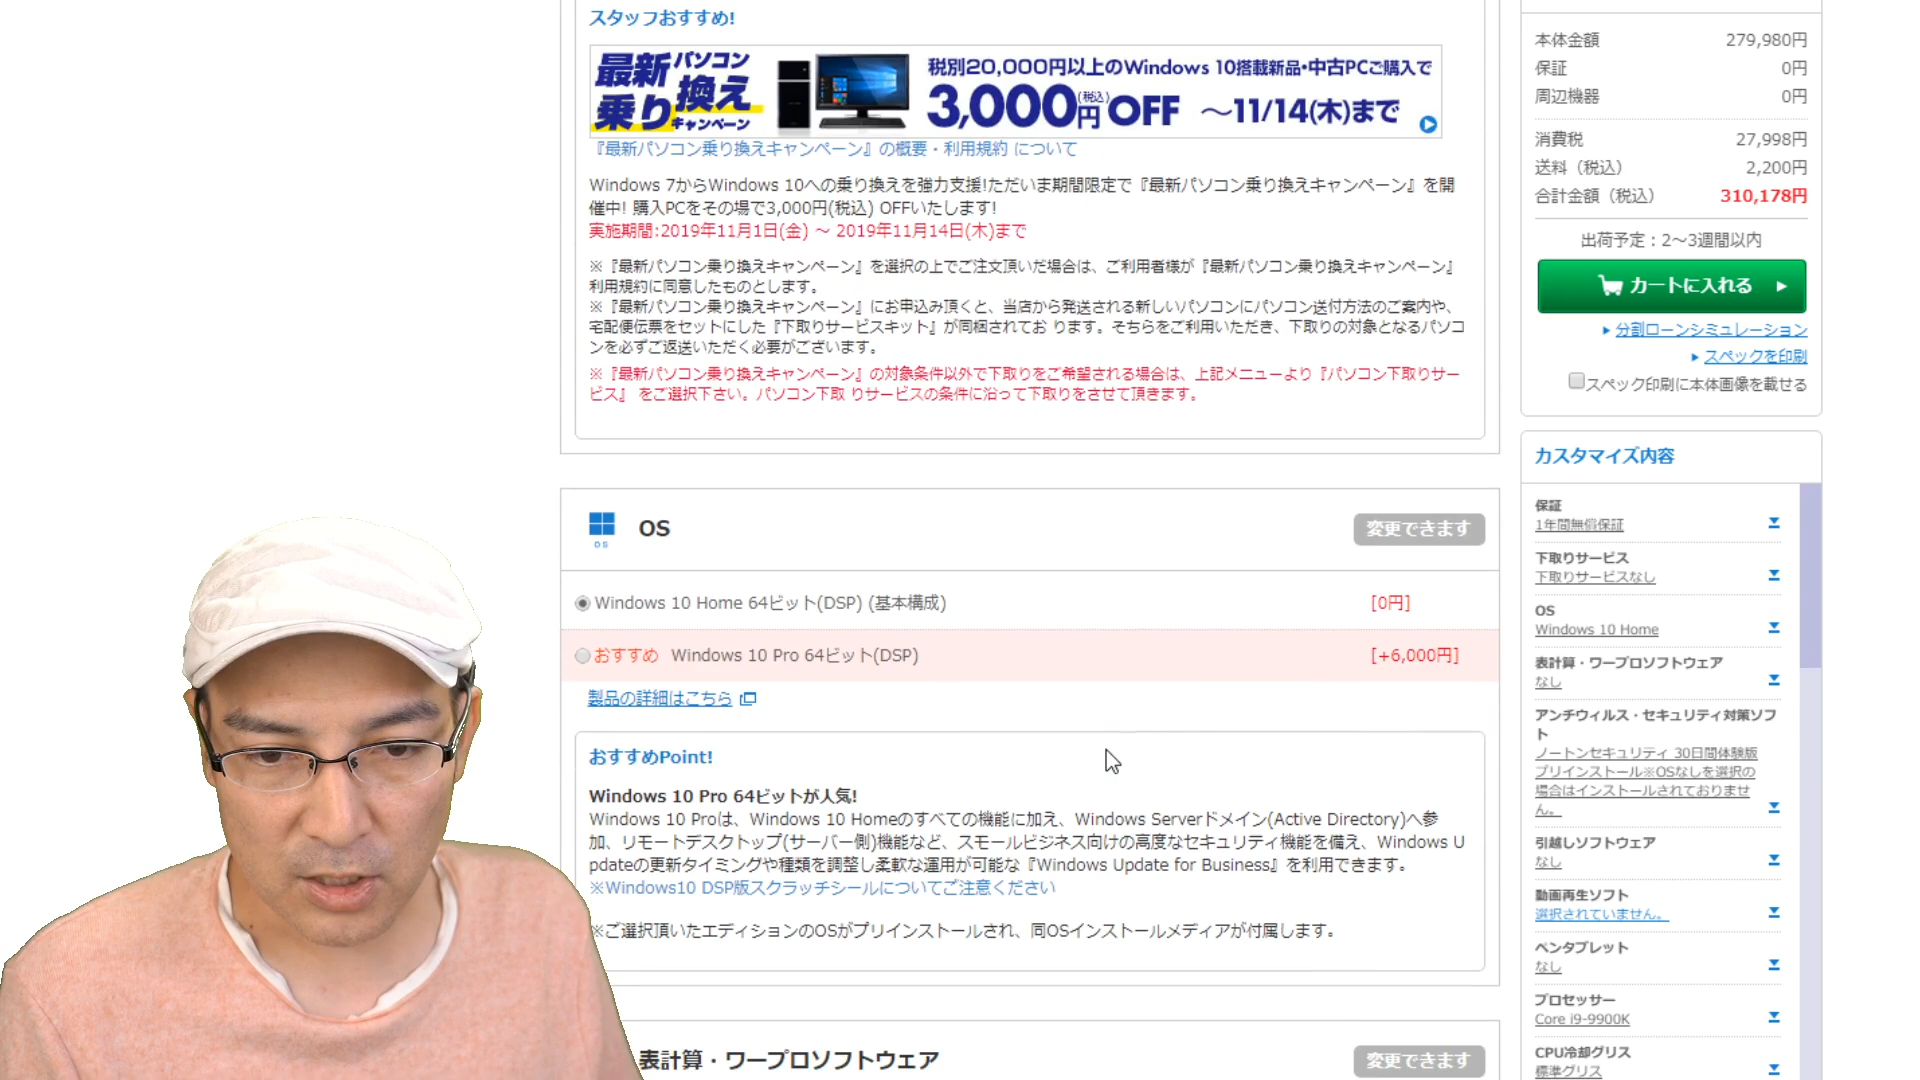 スタッフおすすめ!
最新パソコン
乗り換え
キャンペーン
税別20,000円以上のWindows 10搭載新品・中古PCご購入で
3,000円(税込)OFF ～11/14(木)まで
『最新パソコン乗り換えキャンペーン』の概要・利用規約 について
Windows 7からWindows 10への乗り換えを強力支援!ただいま期間限定で『最新パソコン乗り換えキャンペーン』を開
催中! 購入PCをその場で3,000円(税込) OFFいたします!
実施期間:2019年11月1日(金) ～ 2019年11月14日(木)まで
※『最新パソコン乗り換えキャンペーン』を選択の上でご注文頂いだ場合は、ご利用者様が『最新パソコン乗り換えキャンペーン』
利用規約に同意したものとします。
※『最新パソコン乗り換えキャンペーン』にお申込み頂くと、当店から発送される新しいパソコンにパソコン送付方法のご案内や、
宅配便伝票をセットにした『下取りサービスキット』が同梱されてお ります。そちらをご利用いただき、下取りの対象となるパソコ
ンを必ずご返送いただく必要がございます。
※『最新パソコン乗り換えキャンペーン』の対象条件以外で下取りをご希望される場合は、上記メニューより『パソコン下取りサー
ビス』 をご選択下さい。パソコン下取 りサービスの条件に沿って下取りをさせて頂きます。
OS
OS
変更できます
Windows 10 Home 64ビット(DSP) (基本構成) [0円]
おすすめ Windows 10 Pro 64ビット(DSP) [+6,000円]
製品の詳細はこちら
おすすめPoint!
Windows 10 Pro 64ビットが人気!
Windows 10 Proは、Windows 10 Homeのすべての機能に加え、Windows Serverドメイン(Active Directory)へ参
加、リモートデスクトップ(サーバー側)機能など、スモールビジネス向けの高度なセキュリティ機能を備え、Windows U
pdateの更新タイミングや種類を調整し柔軟な運用が可能な『Windows Update for Business』を利用できます。
※Windows10 DSP版スクラッチシールについてご注意ください
※ご選択頂いたエディションのOSがプリインストールされ、同OSインストールメディアが付属します。
表計算・ワープロソフトウェア
変更できます
本体金額 279,980円
保証 0円
周辺機器 0円
消費税 27,998円
送料（税込） 2,200円
合計金額（税込） 310,178円
出荷予定：2～3週間以内
カートに入れる
分割ローンシミュレーション
スペックを印刷
スペック印刷に本体画像を載せる
カスタマイズ内容
保証
1年間無償保証
下取りサービス
下取りサービスなし
OS
Windows 10 Home
表計算・ワープロソフトウェア
なし
アンチウィルス・セキュリティ対策ソフ
ト
ノートンセキュリティ 30日間体験版
プリインストール※OSなしを選択の
場合はインストールされておりませ
ん。
引越しソフトウェア
なし
動画再生ソフト
選択されていません。
ペンタブレット
なし
プロセッサー
Core i9-9900K
CPU冷却グリス
標準グリス